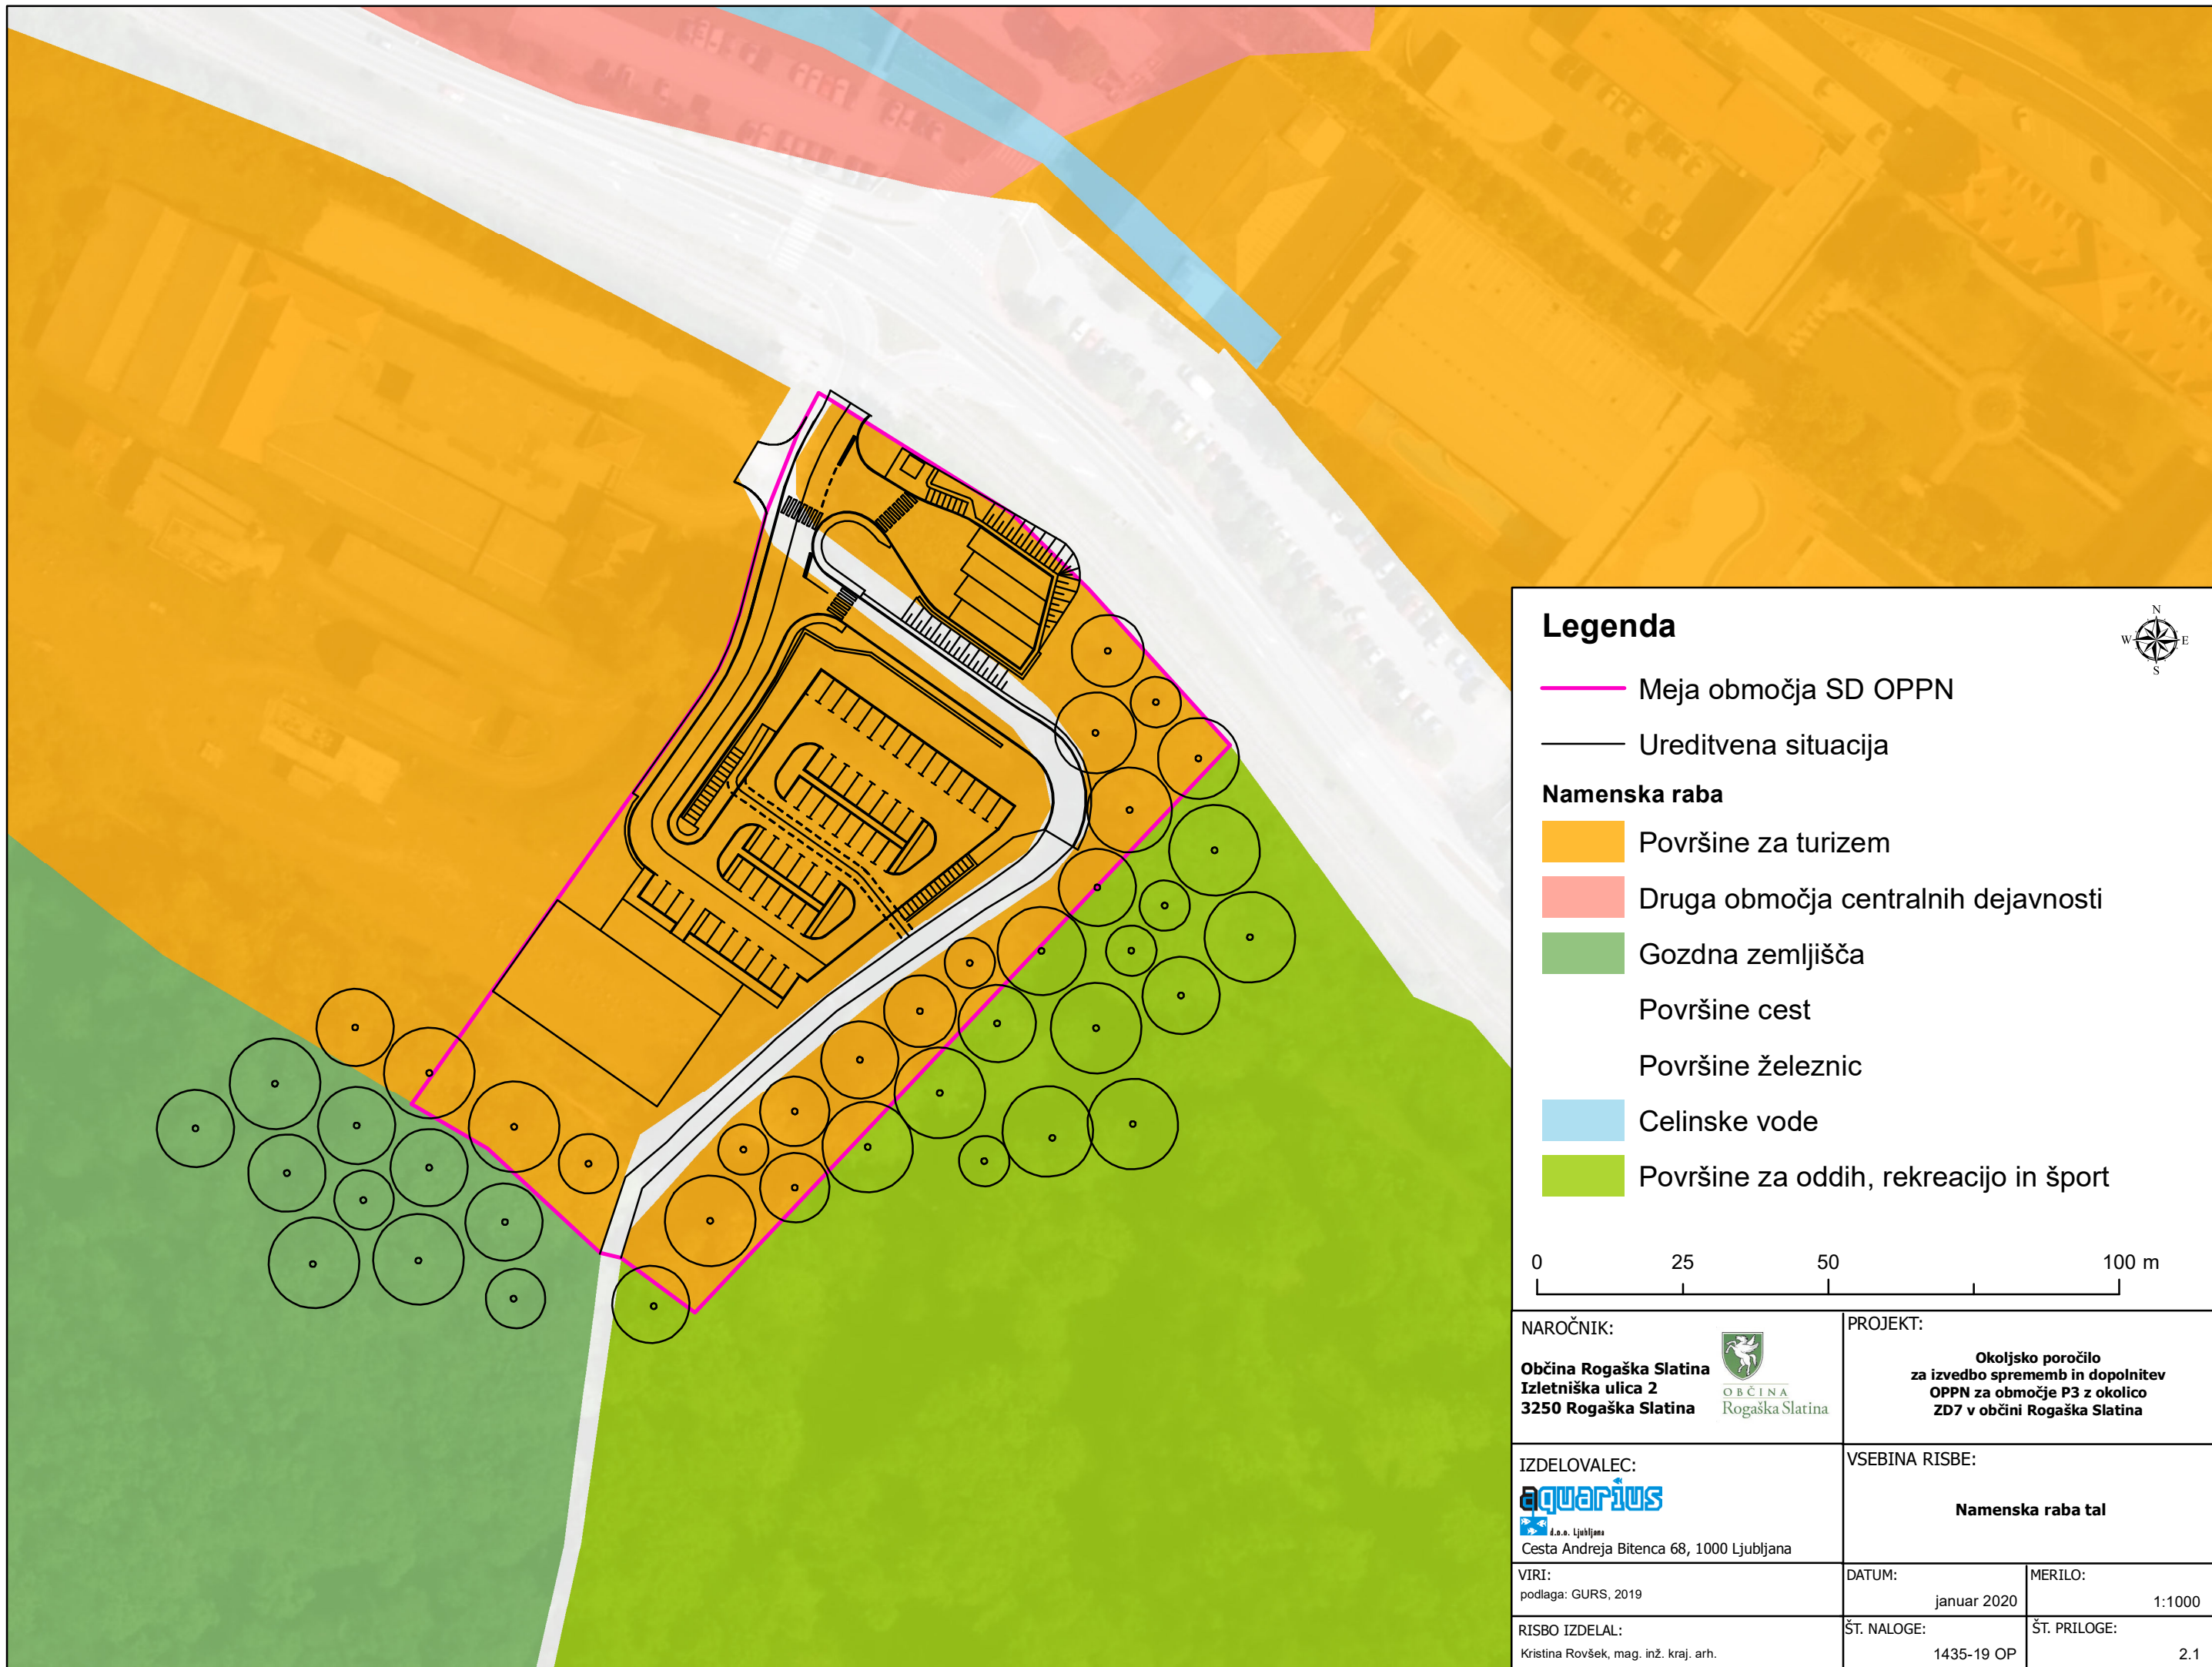 Legenda
N
W E
S
Meja območja SD OPPN
Ureditvena situacija
Namenska raba
Površine za turizem
Druga območja centralnih dejavnosti
Gozdna zemljišča
Površine cest
Površine železnic
Celinske vode
Površine za oddih, rekreacijo in šport
0 25 50 100 m
NAROČNIK:
Občina Rogaška Slatina
Izletniška ulica 2
3250 Rogaška Slatina
OBČINA
Rogaška Slatina
PROJEKT:
Okoljsko poročilo
za izvedbo sprememb in dopolnitev
OPPN za območje P3 z okolico
ZD7 v občini Rogaška Slatina
IZDELOVALEC:
aquarius
d.o.o. Ljubljana
Cesta Andreja Bitenca 68, 1000 Ljubljana
VSEBINA RISBE:
Namenska raba tal
VIRI:
podlaga: GURS, 2019
DATUM:
januar 2020
MERILO:
1:1000
RISBO IZDELAL:
Kristina Rovšek, mag. inž. kraj. arh.
ŠT. NALOGE:
1435-19 OP
ŠT. PRILOGE:
2.1